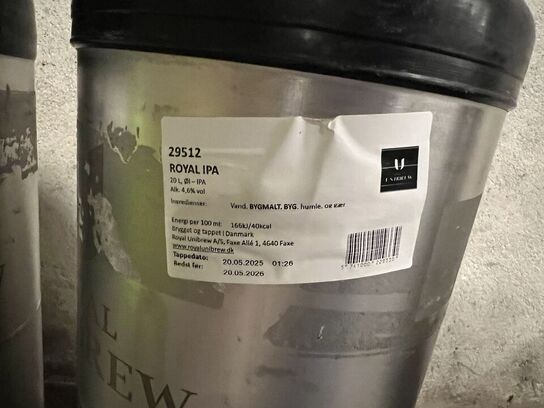 29512
ROYAL IPA
20 L, Øl – IPA
Alk. 4,6% vol
Ingredienser: Vand, BYGMALT, BYG, humle, og gær
Energi per 100 ml: 166kJ/40kcal
Brygget og tappet i Danmark
Royal Unibrew A/S, Faxe Allé 1, 4640 Faxe
www.royalunibrew.dk
Tappedato: 20.05.2025 01:26
Bedst før: 20.05.2026
UNIBREW
AL
REW